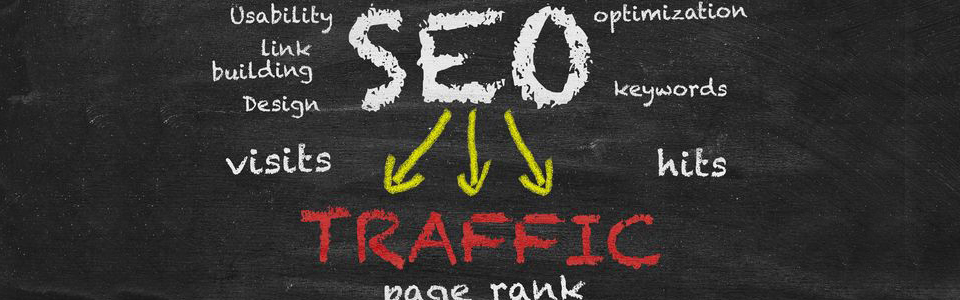 Usability
SEO
optimization
link
building
Design
keywords
visits
hits
TRAFFIC
page rank